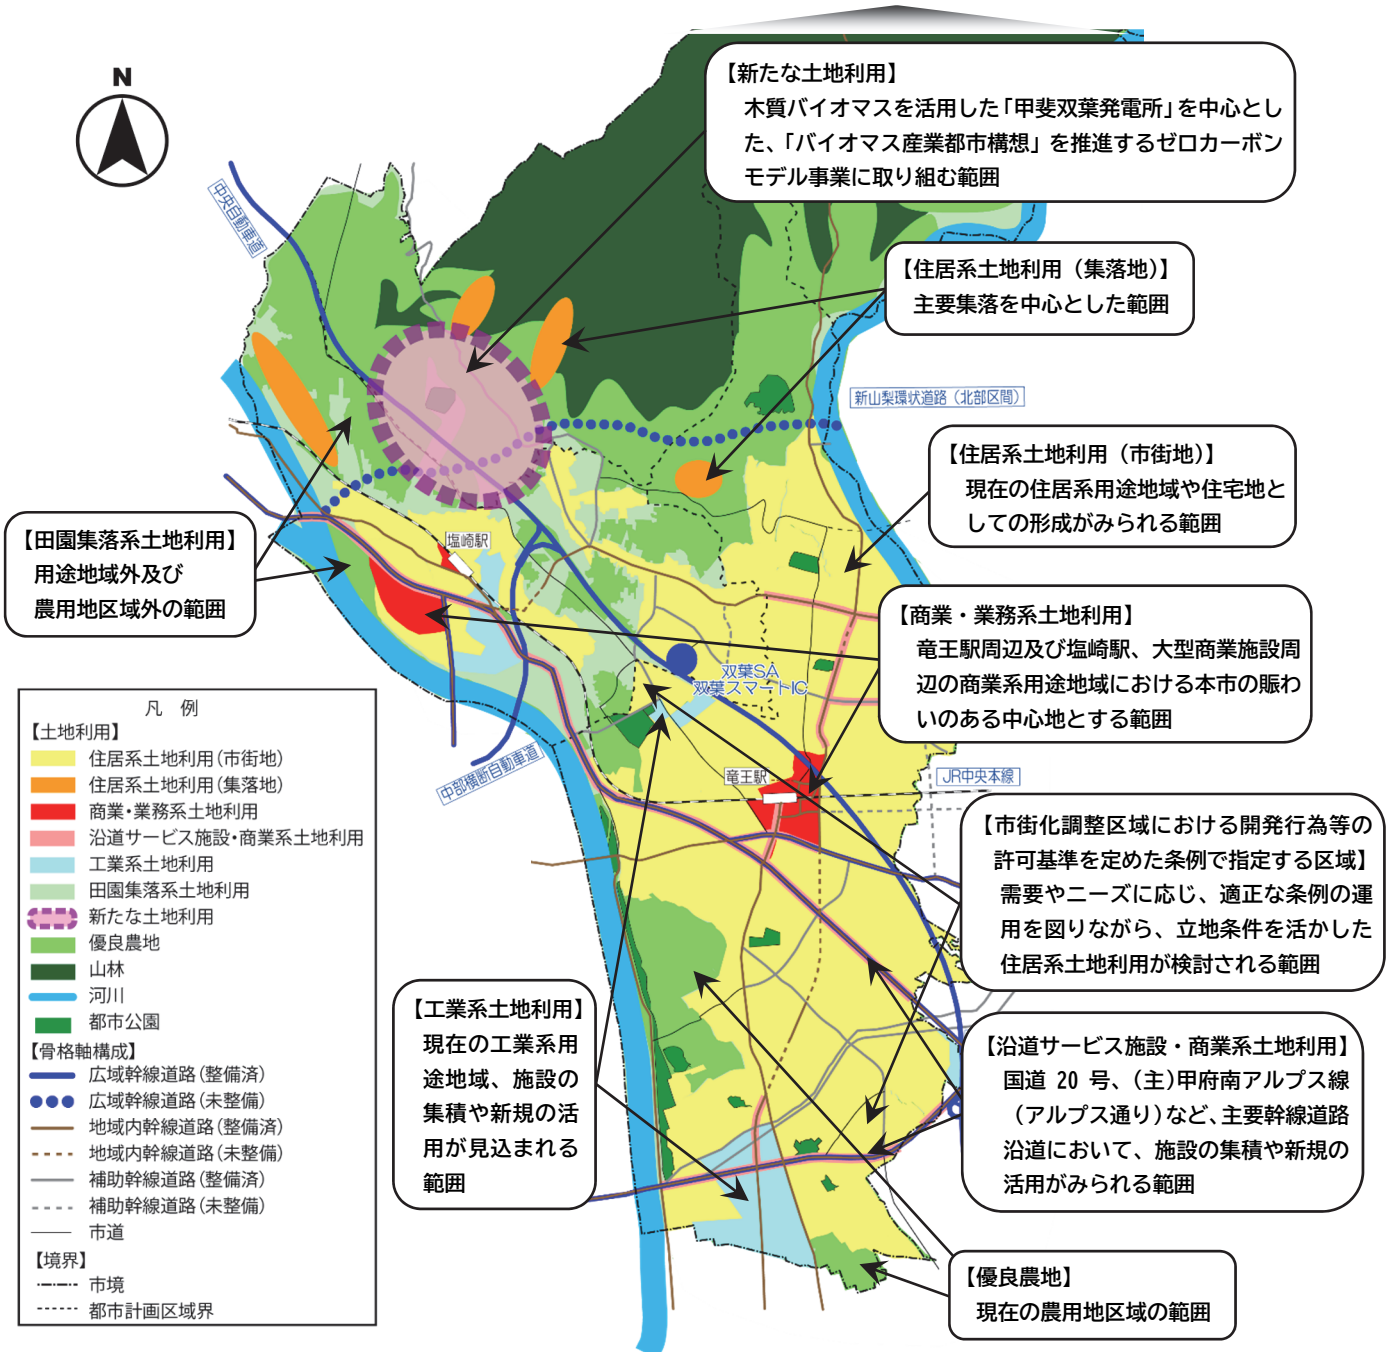 N
【新たな土地利用】
木質バイオマスを活用した「甲斐双葉発電所」を中心とし
た、「バイオマス産業都市構想」を推進するゼロカーボン
モデル事業に取り組む範囲
中央自動車道
【住居系土地利用（集落地）】
主要集落を中心とした範囲
新山梨環状道路（北部区間）
【住居系土地利用（市街地）】
現在の住居系用途地域や住宅地と
しての形成がみられる範囲
【田園集落系土地利用】
用途地域外及び
農用地区域外の範囲
塩崎駅
【商業・業務系土地利用】
竜王駅周辺及び塩崎駅、大型商業施設周
辺の商業系用途地域における本市の賑わ
いのある中心地とする範囲
双葉SA
双葉スマートIC
中部横断自動車道
竜王駅
JR中央本線
【市街化調整区域における開発行為等の
許可基準を定めた条例で指定する区域】
需要やニーズに応じ、適正な条例の運
用を図りながら、立地条件を活かした
住居系土地利用が検討される範囲
【工業系土地利用】
現在の工業系用
途地域、施設の
集積や新規の活
用が見込まれる
範囲
【沿道サービス施設・商業系土地利用】
国道 20 号、（主）甲府南アルプス線
（アルプス通り）など、主要幹線道路
沿道において、施設の集積や新規の
活用がみられる範囲
【優良農地】
現在の農用地区域の範囲
凡 例
【土地利用】
住居系土地利用（市街地）
住居系土地利用（集落地）
商業・業務系土地利用
沿道サービス施設・商業系土地利用
工業系土地利用
田園集落系土地利用
新たな土地利用
優良農地
山林
河川
都市公園
【骨格軸構成】
広域幹線道路（整備済）
広域幹線道路（未整備）
地域内幹線道路（整備済）
地域内幹線道路（未整備）
補助幹線道路（整備済）
補助幹線道路（未整備）
市道
【境界】
市境
都市計画区域界